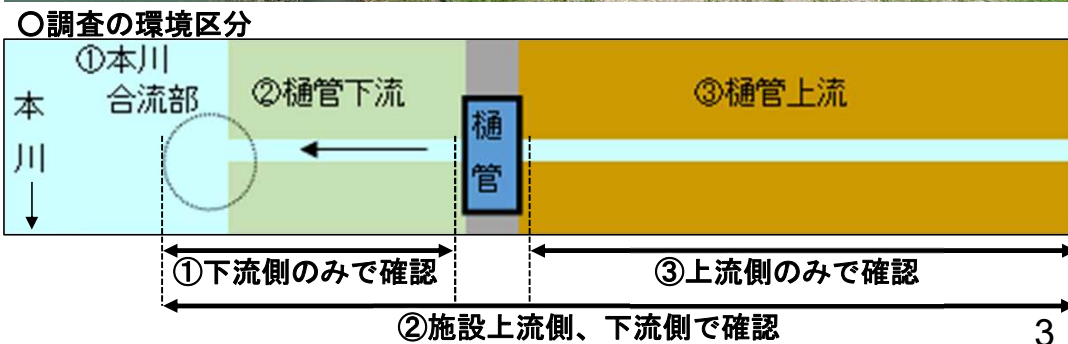 〇調査の環境区分
①本川
合流部
本川
②樋管下流
樋管
③樋管上流
①下流側のみで確認
③上流側のみで確認
②施設上流側、下流側で確認
3